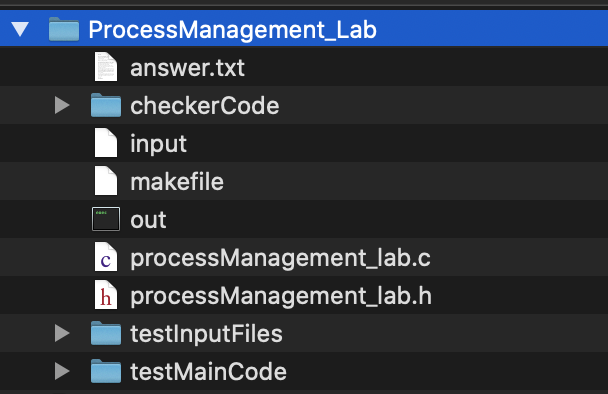 ProcessManagement_Lab
answer.txt
checkerCode
input
makefile
out
c processManagement_lab.c
h processManagement_lab.h
testInputFiles
testMainCode